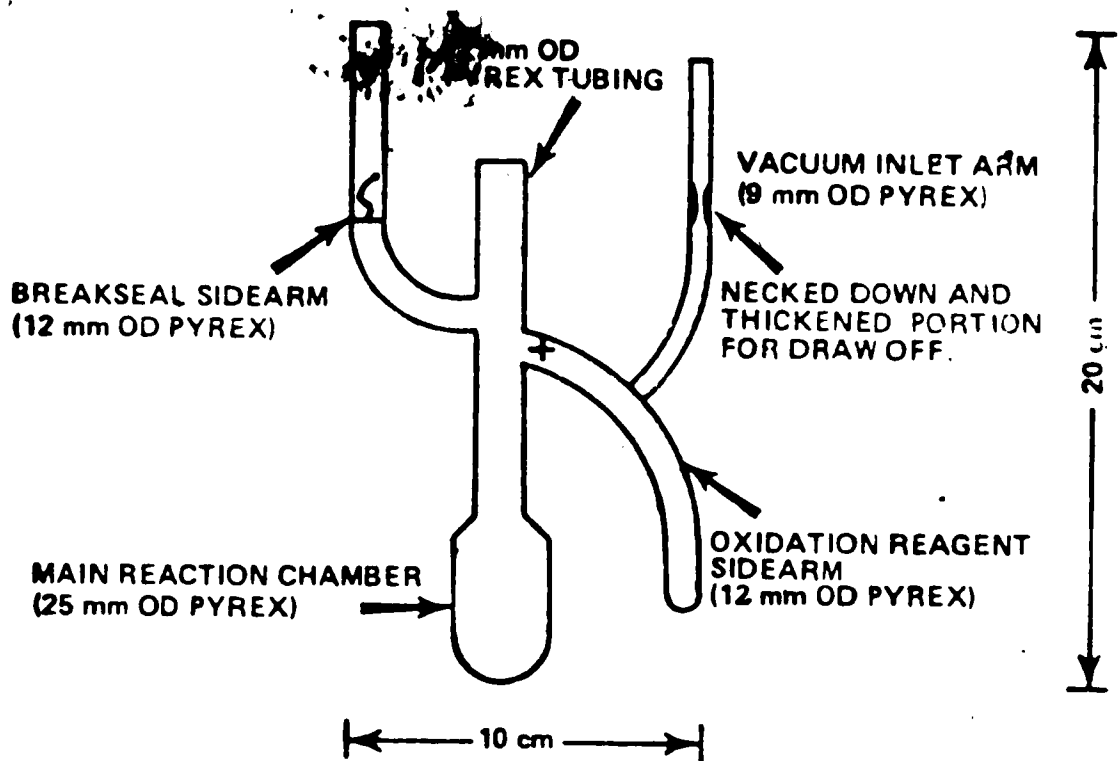 mm OD
TUBING
VACUUM INLET ARM
(9 mm OD PYREX)
BREAKSEAL SIDEARM
(12 mm OD PYREX)
NECKED DOWN AND
THICKENED PORTION
FOR DRAW OFF.
20 cm
+
MAIN REACTION CHAMBER
(25 mm OD PYREX)
OXIDATION REAGENT
SIDEARM
(12 mm OD PYREX)
10 cm